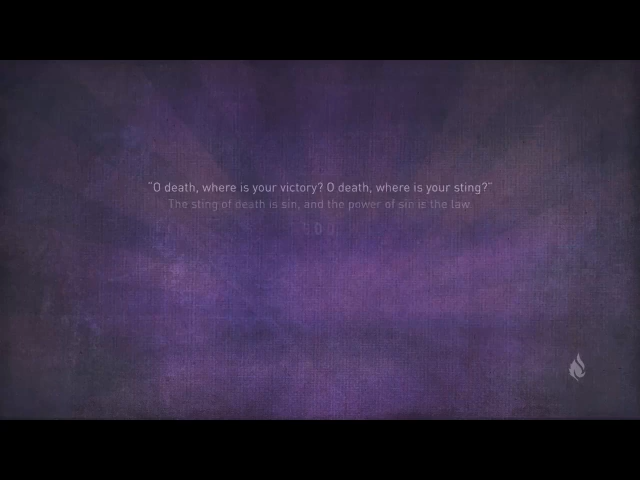 “O death, where is your victory? O death, where is your sting?”
The sting of death is sin, and the power of sin is the law.